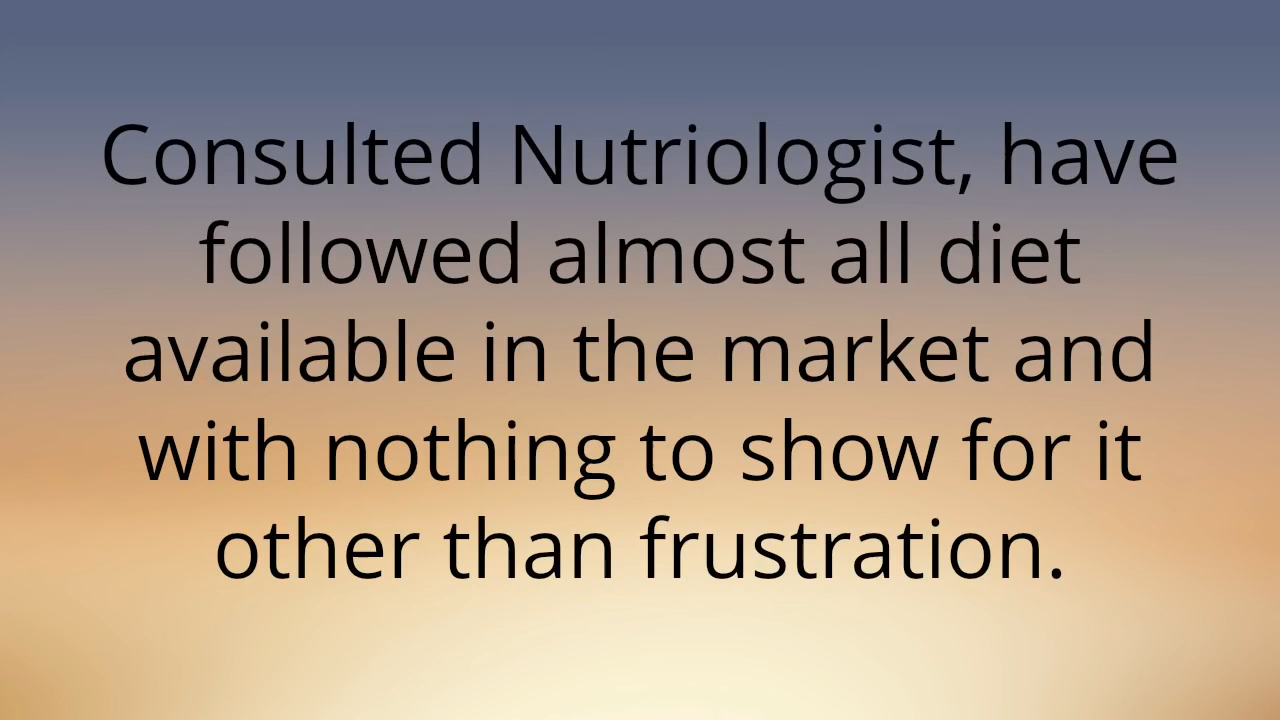 Consulted Nutriologist, have
followed almost all diet
available in the market and
with nothing to show for it
other than frustration.